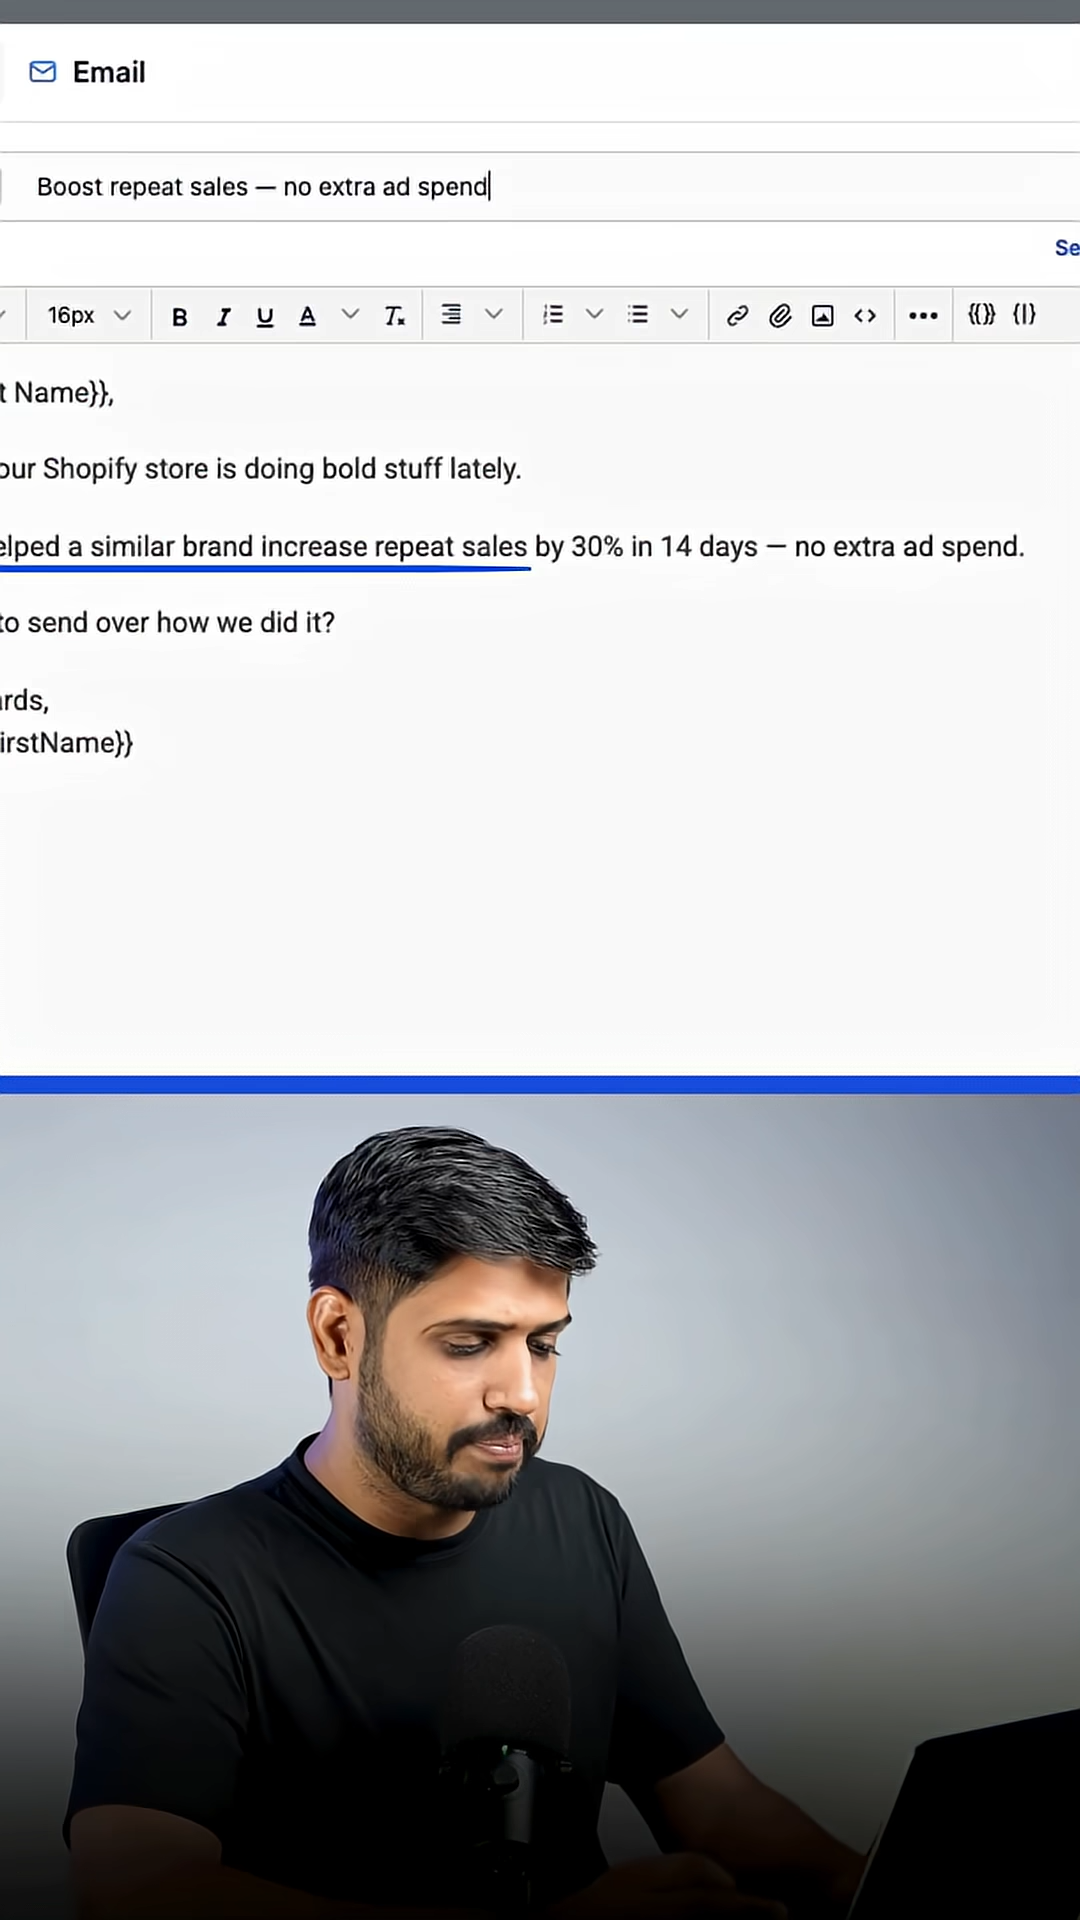 Email
Boost repeat sales — no extra ad spend
Se
16px
t Name}},
our Shopify store is doing bold stuff lately.
elped a similar brand increase repeat sales by 30% in 14 days — no extra ad spend.
to send over how we did it?
ards,
irstName}}